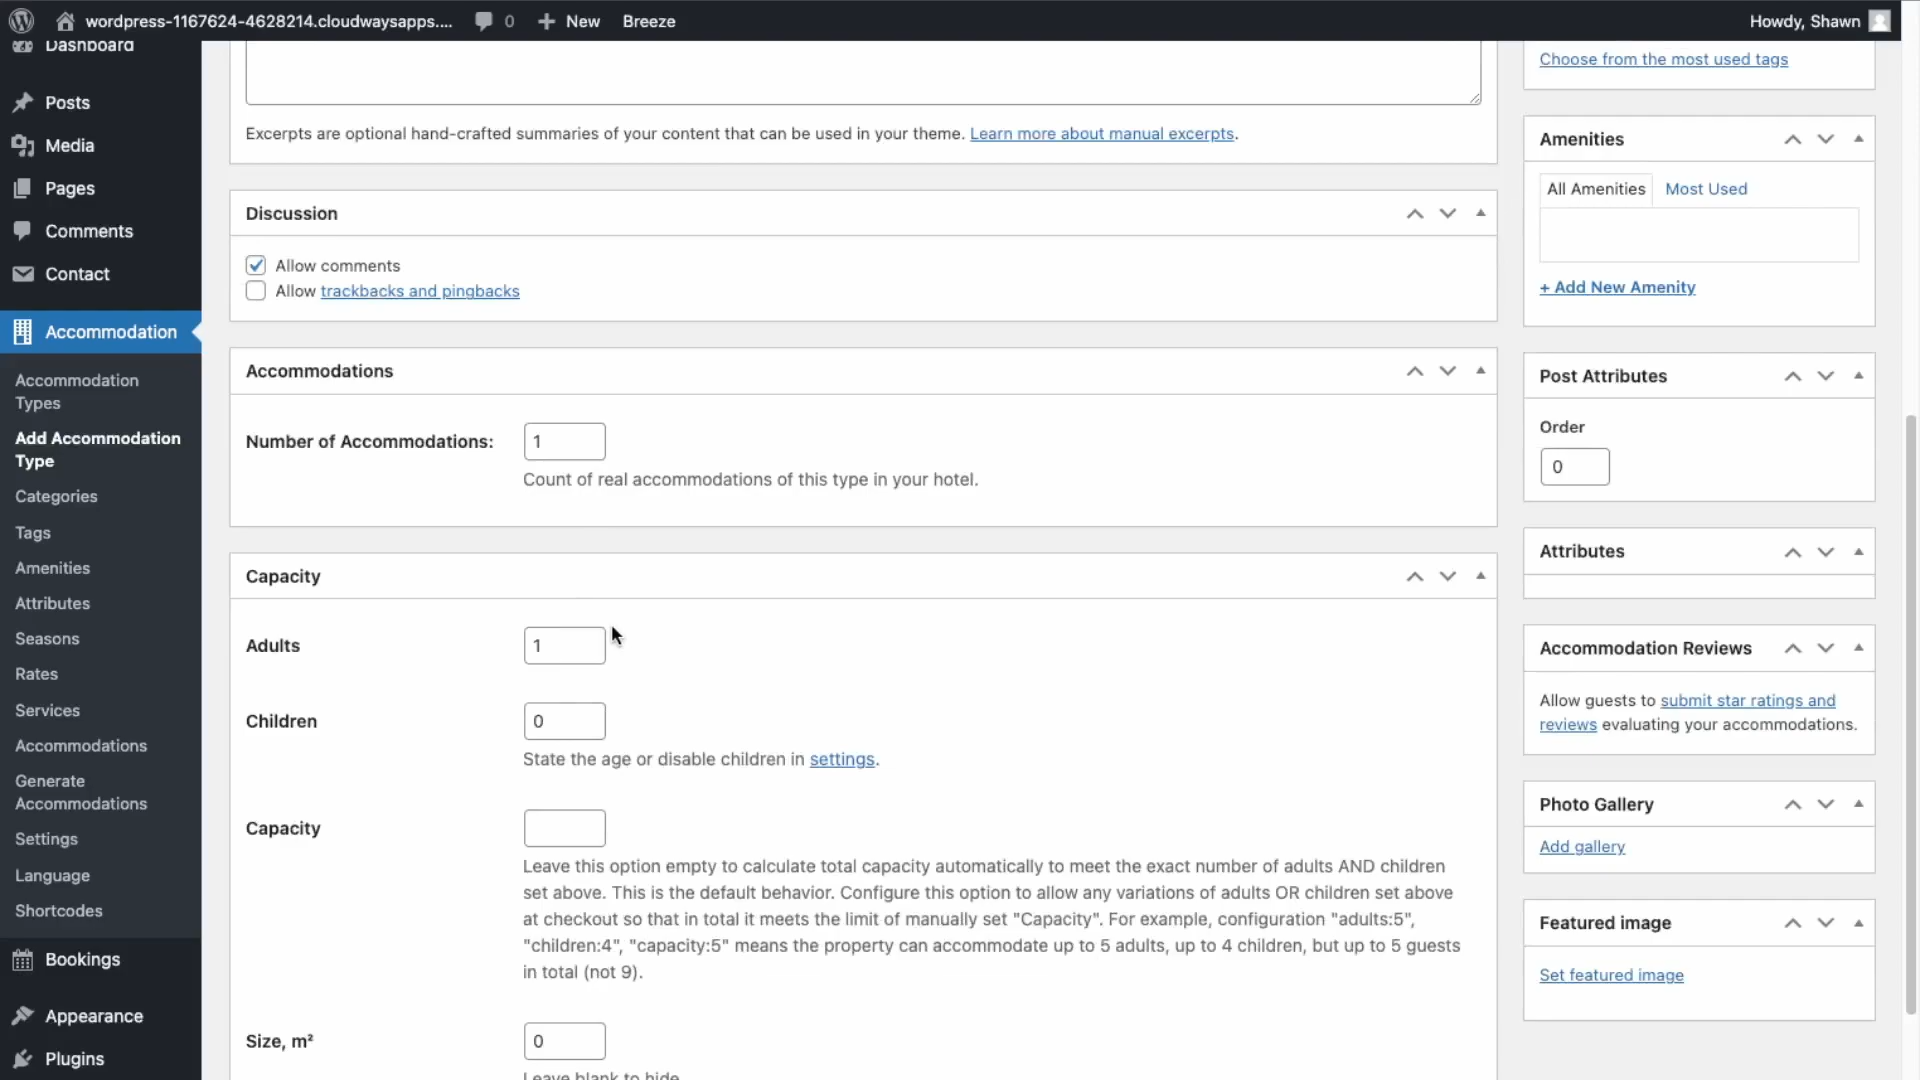 wordpress-1167624-4628214.cloudwaysapps....
0
New
Breeze
Howdy, Shawn
Dashboard
Posts
Media
Pages
Comments
Contact
Accommodation
Accommodation
Types
Add Accommodation
Type
Categories
Tags
Amenities
Attributes
Seasons
Rates
Services
Accommodations
Generate
Accommodations
Settings
Language
Shortcodes
Bookings
Appearance
Plugins
Excerpts are optional hand-crafted summaries of your content that can be used in your theme. Learn more about manual excerpts.
Discussion
Allow comments
Allow trackbacks and pingbacks
Accommodations
Number of Accommodations:
1
Count of real accommodations of this type in your hotel.
Capacity
Adults
1
Children
0
State the age or disable children in settings.
Capacity
Leave this option empty to calculate total capacity automatically to meet the exact number of adults AND children
set above. This is the default behavior. Configure this option to allow any variations of adults OR children set above
at checkout so that in total it meets the limit of manually set "Capacity". For example, configuration "adults:5",
"children:4", "capacity:5" means the property can accommodate up to 5 adults, up to 4 children, but up to 5 guests
in total (not 9).
Size, m²
0
Leave blank to hide.
Choose from the most used tags
Amenities
All Amenities
Most Used
+ Add New Amenity
Post Attributes
Order
0
Attributes
Accommodation Reviews
Allow guests to submit star ratings and
reviews evaluating your accommodations.
Photo Gallery
Add gallery
Featured image
Set featured image